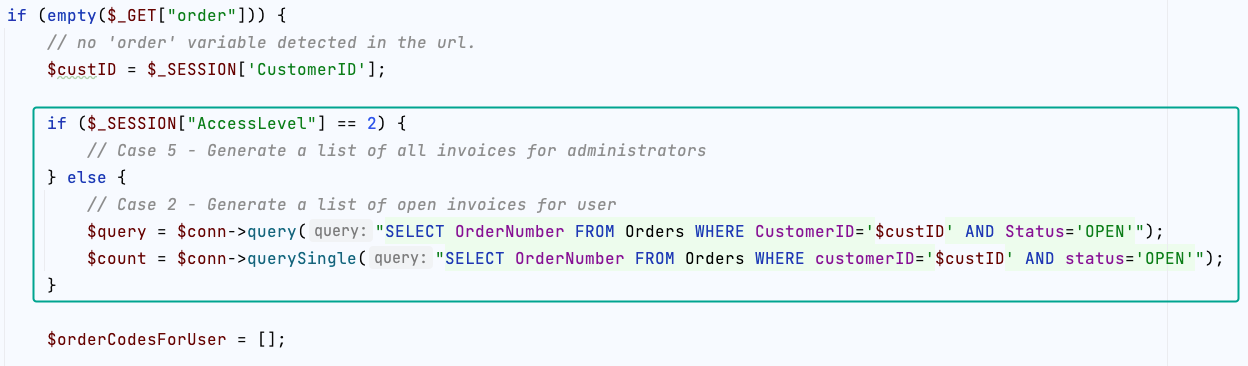 if (empty($_GET["order"])) {
// no 'order' variable detected in the url.
$custID = $_SESSION['CustomerID'];
if ($_SESSION["AccessLevel"] == 2) {
// Case 5 - Generate a list of all invoices for administrators
} else {
// Case 2 - Generate a list of open invoices for user
$query = $conn->query( query: "SELECT OrderNumber FROM Orders WHERE CustomerID='$custID' AND Status='OPEN'");
$count = $conn->querySingle( query: "SELECT OrderNumber FROM Orders WHERE customerID='$custID' AND status='OPEN'");
}
$orderCodesForUser = [];